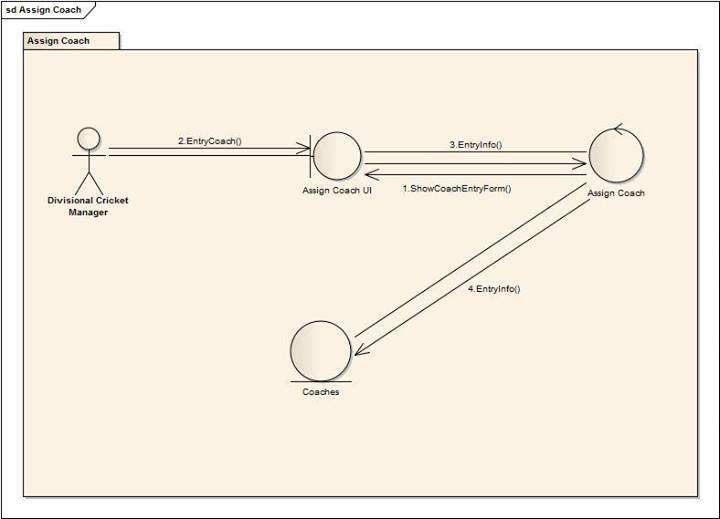 sd Assign Coach
Assign Coach
2.EntryCoach()
3.EntryInfo()
1.ShowCoachEntryForm()
Assign Coach UI
Assign Coach
Divisional Cricket
Manager
4.EntryInfo()
Coaches